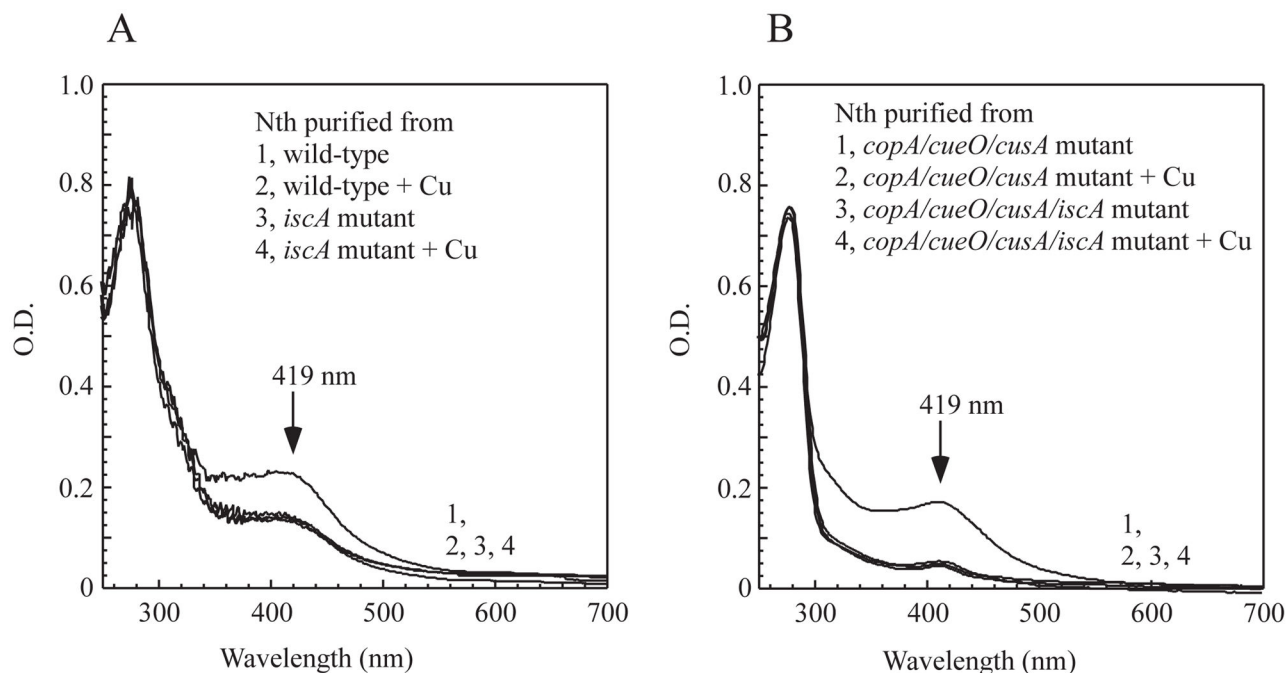 A
1.0
0.8
0.6
0.4
0.2
0
O.D.
Nth purified from
1, wild-type
2, wild-type + Cu
3, iscA mutant
4, iscA mutant + Cu
419 nm
1,
2, 3, 4
300
400
500
600
700
Wavelength (nm)
B
1.0
0.8
0.6
0.4
0.2
0
O.D.
Nth purified from
1, copA/cueO/cusA mutant
2, copA/cueO/cusA mutant + Cu
3, copA/cueO/cusA/iscA mutant
4, copA/cueO/cusA/iscA mutant + Cu
419 nm
1,
2, 3, 4
300
400
500
600
700
Wavelength (nm)